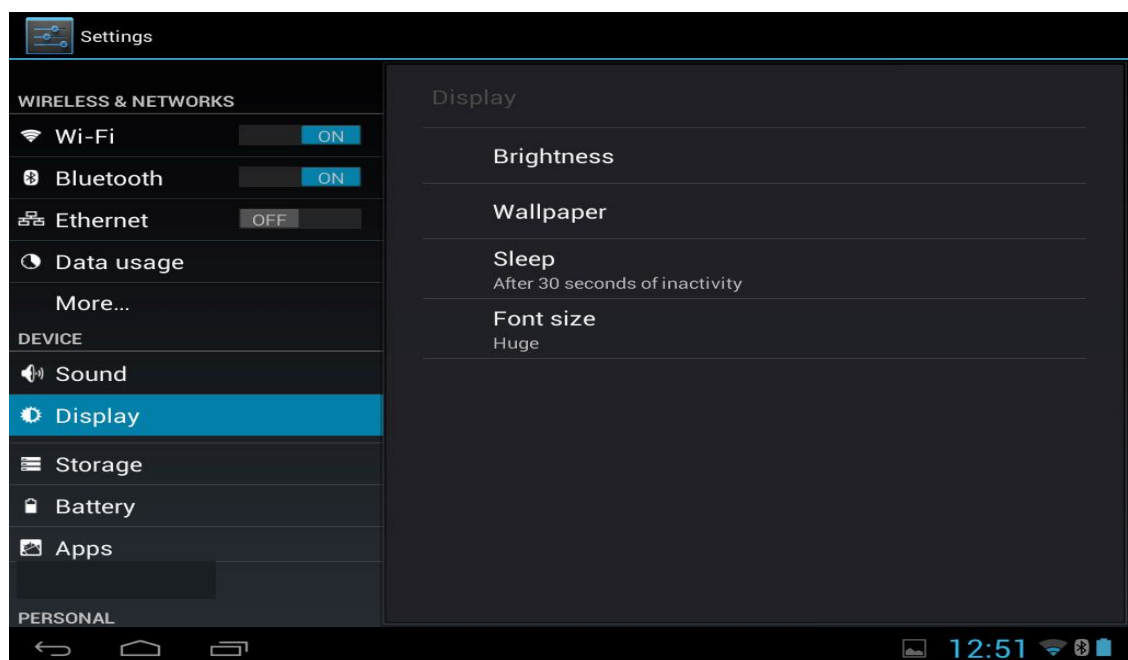 Settings
WIRELESS & NETWORKS
Wi-Fi ON
Bluetooth ON
Ethernet OFF
Data usage
More...
DEVICE
Sound
Display
Storage
Battery
Apps
PERSONAL
Display
Brightness
Wallpaper
Sleep
After 30 seconds of inactivity
Font size
Huge
12:51